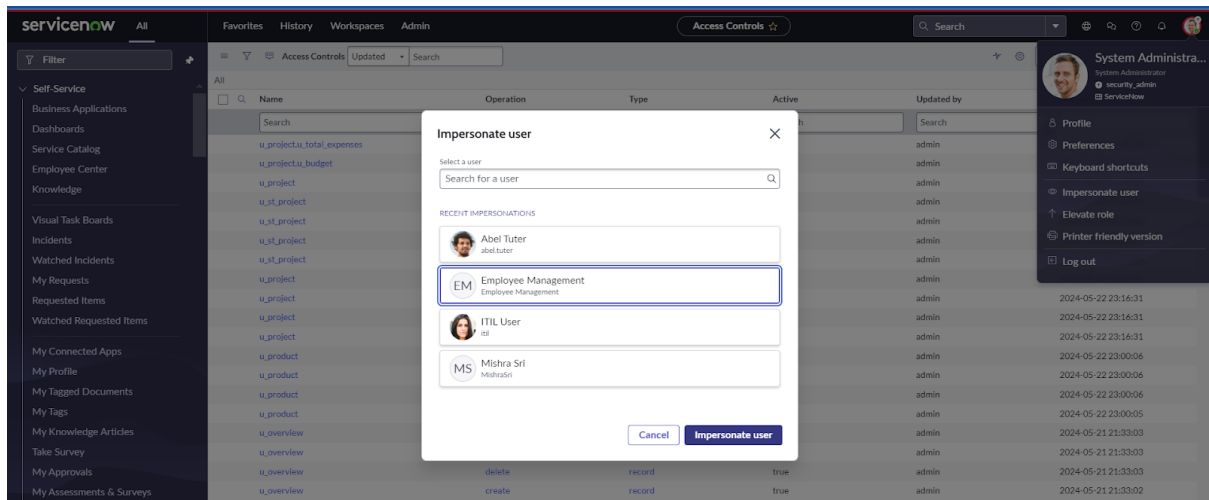 servicenow All Favorites History Workspaces Admin Access Controls Search
Filter Access Controls Updated Search
System Administra...
System Administrator
security_admin
ServiceNow
Profile
Preferences
Keyboard shortcuts
Impersonate user
Elevate role
Printer friendly version
Log out
Self-Service
Business Applications
Dashboards
Service Catalog
Employee Center
Knowledge
Visual Task Boards
Incidents
Watched Incidents
My Requests
Requested Items
Watched Requested Items
My Connected Apps
My Profile
My Tagged Documents
My Tags
My Knowledge Articles
Take Survey
My Approvals
My Assessments & Surveys
All
Name Operation Type Active Updated by
Search Search
u_project.u_total_expenses admin
u_project.u_budget admin
u_project admin
u_st_project admin
u_st_project admin
u_st_project admin
u_st_project admin
u_project admin
u_project admin 2024-05-22 23:16:31
u_project admin 2024-05-22 23:16:31
u_project admin 2024-05-22 23:16:31
u_product admin 2024-05-22 23:00:06
u_product admin 2024-05-22 23:00:06
u_product admin 2024-05-22 23:00:06
u_product admin 2024-05-22 23:00:05
u_overview admin 2024-05-21 21:33:03
u_overview admin 2024-05-21 21:33:03
u_overview delete record true admin 2024-05-21 21:33:03
u_overview create record true admin 2024-05-21 21:33:02
Impersonate user
Select a user
Search for a user
RECENT IMPERSONATIONS
Abel Tuter
abel.tuter
EM Employee Management
Employee Management
ITIL User
itil
MS Mishra Sri
MishraSri
Cancel Impersonate user